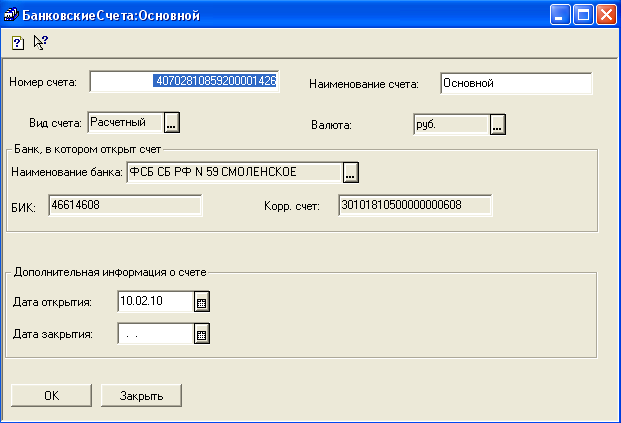 БанковскиеСчета:Основной
Номер счета: 40702810859200001426 Наименование счета: Основной
Вид счета: Расчетный ... Валюта: руб. ...
Банк, в котором открыт счет
Наименование банка: ФСБ СБ РФ N 59 СМОЛЕНСКОЕ ...
БИК: 46614608 Корр. счет: 30101810500000000608
Дополнительная информация о счете
Дата открытия: 10.02.10
Дата закрытия: . .
OK Закрыть